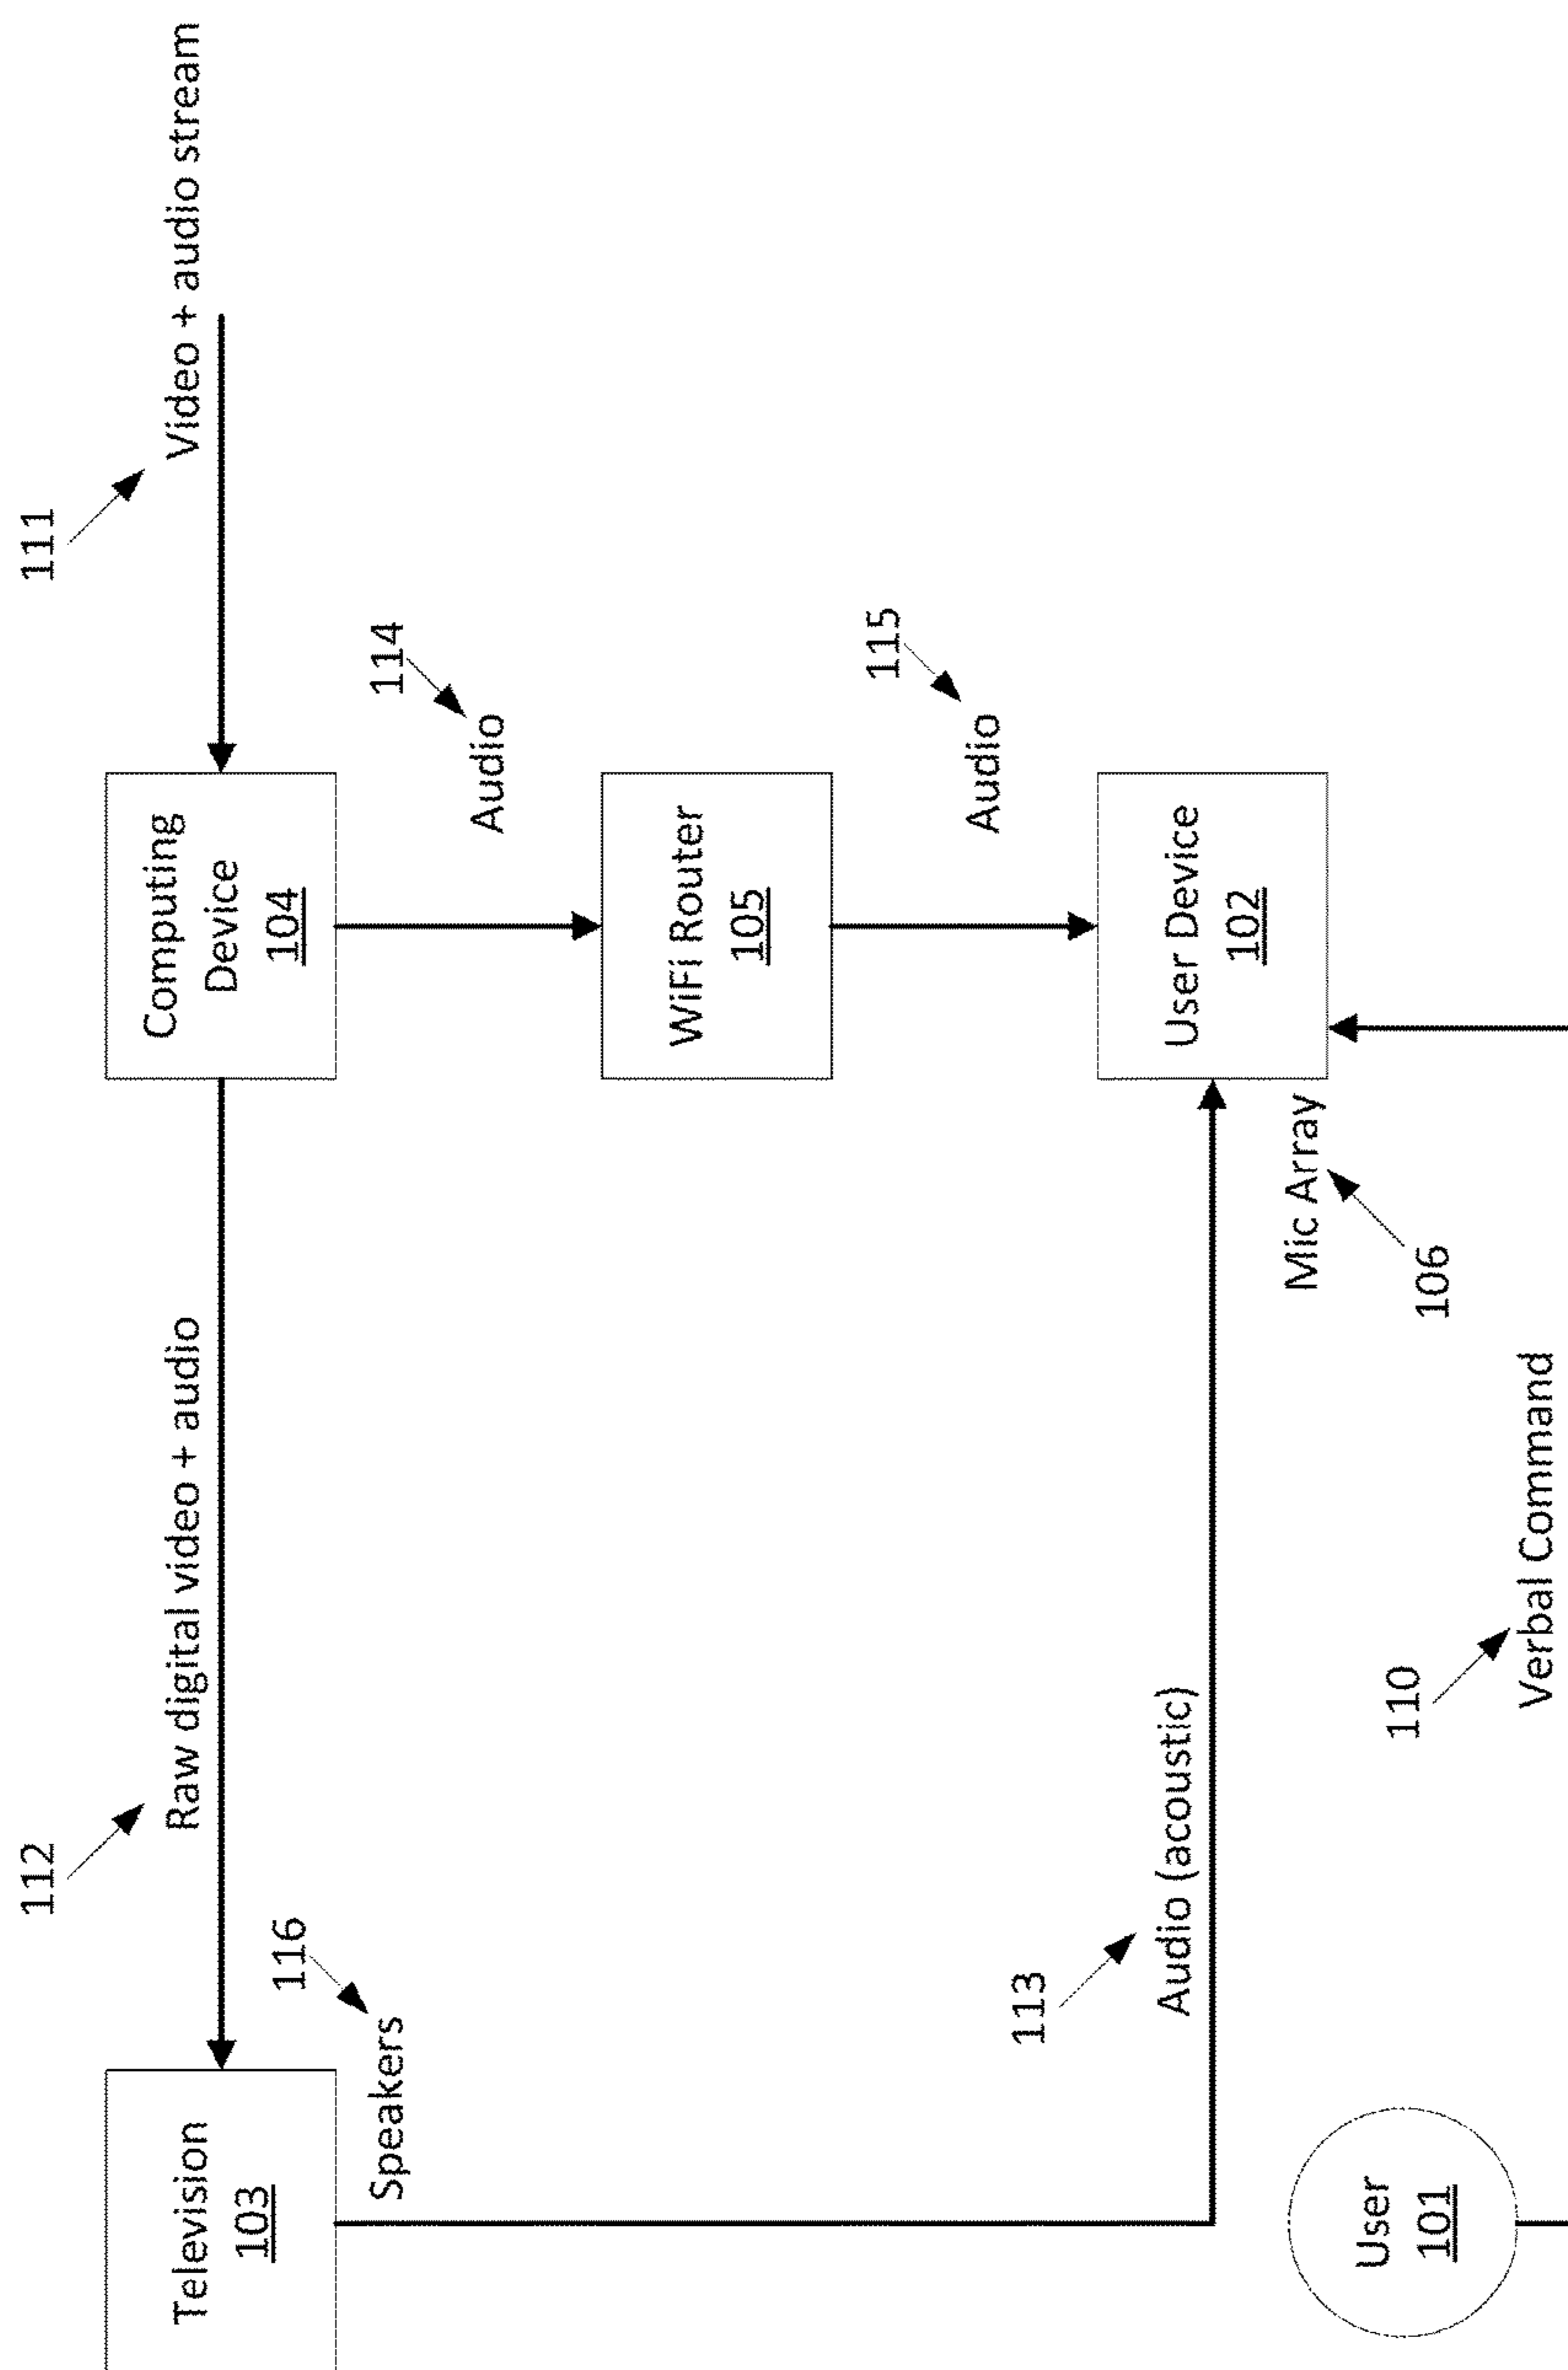 112
Raw digital video + audio
111
Video + audio stream
Television
103
Computing
Device
104
116
Speakers
114
Audio
WiFi Router
105
115
Audio
113
Audio (acoustic)
User Device
102
Mic Array
106
User
101
110
Verbal Command